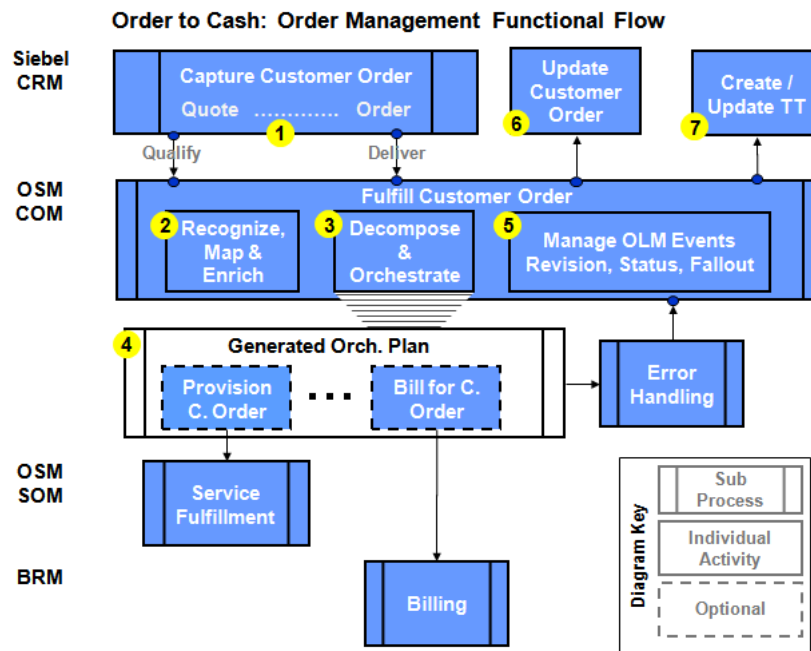 Order to Cash: Order Management Functional Flow
Siebel
CRM
Capture Customer Order
Quote ............. Order
1
Update
Customer
Order
6
Create /
Update TT
7
Qualify
Deliver
OSM
COM
Fulfill Customer Order
2
Recognize,
Map &
Enrich
3
Decompose
&
Orchestrate
5
Manage OLM Events
Revision, Status, Fallout
4
Generated Orch. Plan
Provision
C. Order
...
Bill for C.
Order
Error
Handling
OSM
SOM
Service
Fulfillment
BRM
Billing
Diagram Key
Sub
Process
Individual
Activity
Optional